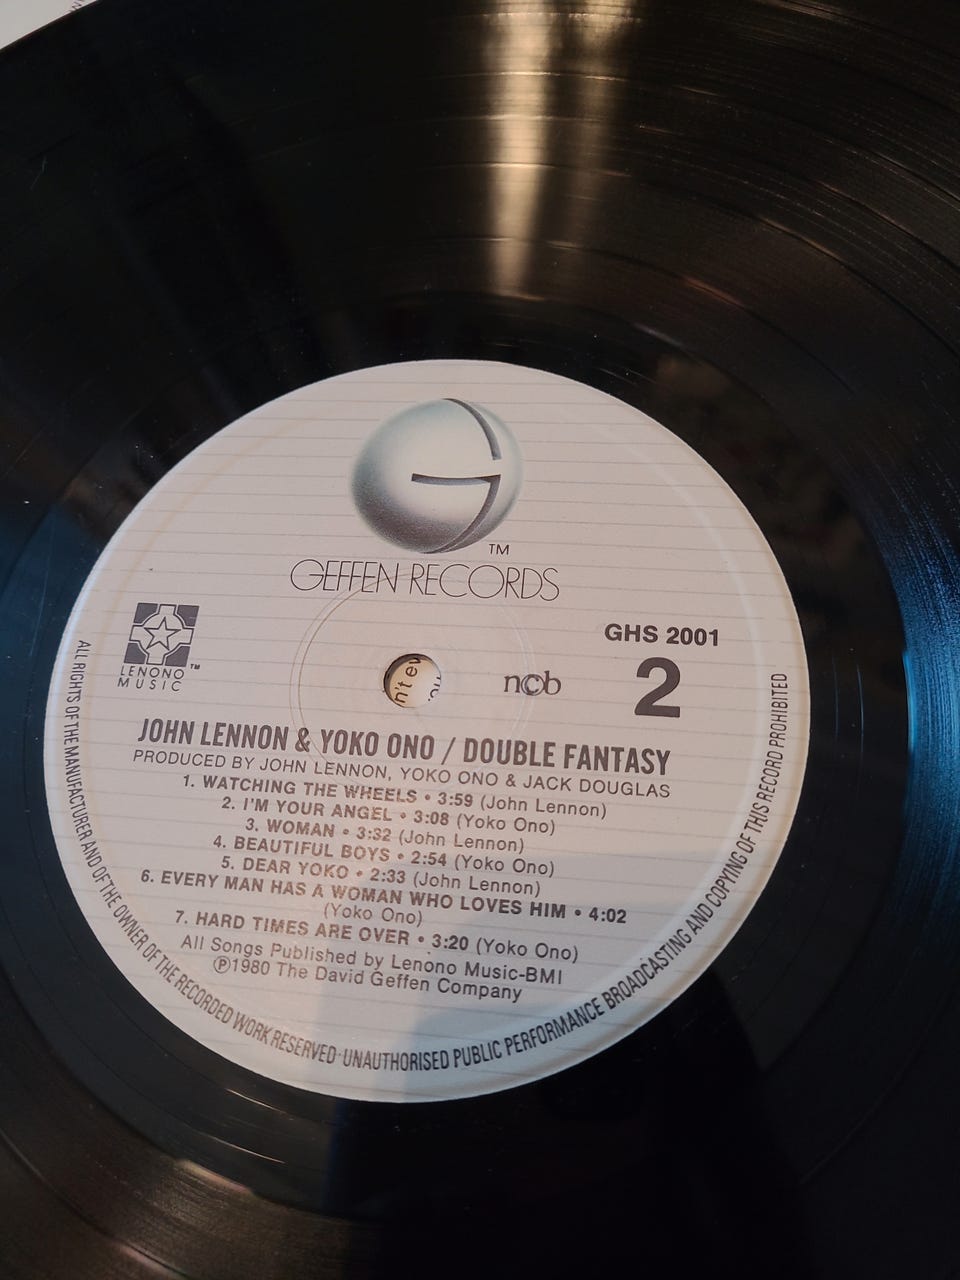 TM
GEFFEN RECORDS
LENONO™
MUSIC
ncb
GHS 2001
2
JOHN LENNON & YOKO ONO / DOUBLE FANTASY
PRODUCED BY JOHN LENNON, YOKO ONO & JACK DOUGLAS
1. WATCHING THE WHEELS • 3:59 (John Lennon)
2. I'M YOUR ANGEL • 3:08 (Yoko Ono)
3. WOMAN • 3:32 (John Lennon)
4. BEAUTIFUL BOYS • 2:54 (Yoko Ono)
5. DEAR YOKO • 2:33 (John Lennon)
6. EVERY MAN HAS A WOMAN WHO LOVES HIM • 4:02
(Yoko Ono)
7. HARD TIMES ARE OVER • 3:20 (Yoko Ono)
All Songs Published by Lenono Music-BMI
℗1980 The David Geffen Company
ALL RIGHTS OF THE MANUFACTURER AND OF THE OWNER OF THE RECORDED WORK RESERVED · UNAUTHORISED PUBLIC PERFORMANCE BROADCASTING AND COPYING OF THIS RECORD PROHIBITED